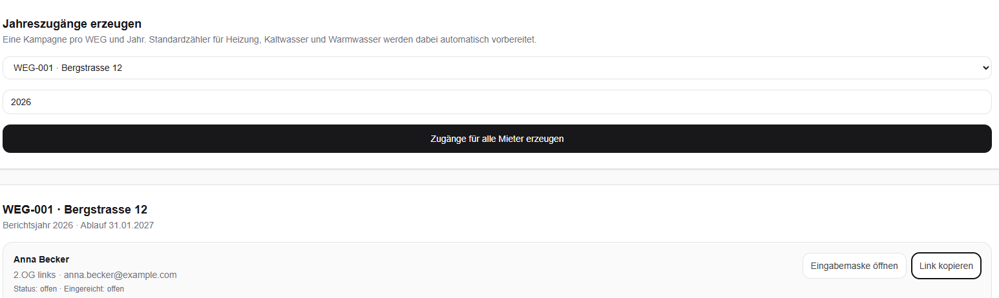 Jahreszugänge erzeugen
Eine Kampagne pro WEG und Jahr. Standardzähler für Heizung, Kaltwasser und Warmwasser werden dabei automatisch vorbereitet.
WEG-001 · Bergstrasse 12
2026
Zugänge für alle Mieter erzeugen
WEG-001 · Bergstrasse 12
Berichtsjahr 2026 · Ablauf 31.01.2027
Anna Becker
2.OG links · anna.becker@example.com
Status: offen · Eingereicht: offen
Eingabemaske öffnen
Link kopieren